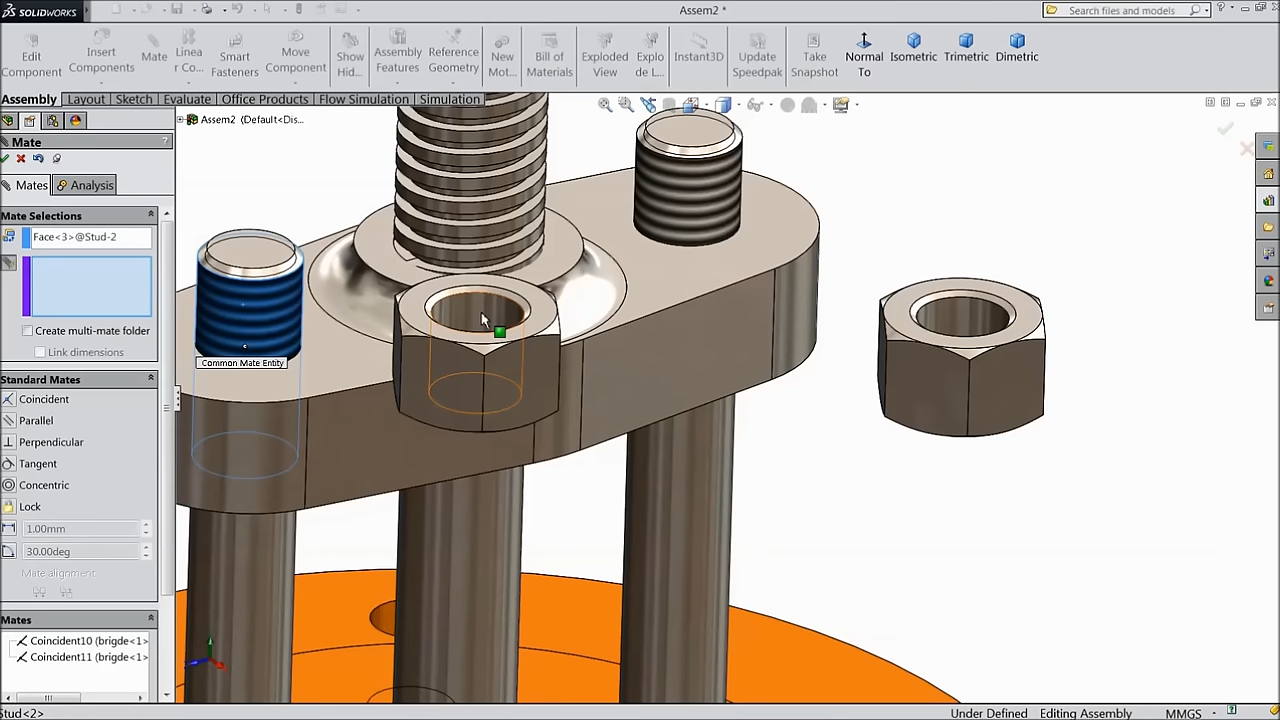 SOLIDWORKS
Assem2 *
Search files and models
Edit Component
Insert Components
Mate
Linea r Co...
Smart Fasteners
Move Component
Show Hid...
Assembly Features
Reference Geometry
New Mot...
Bill of Materials
Exploded View
Explo de L...
Instant3D
Update Speedpak
Take Snapshot
Normal To
Isometric
Trimetric
Dimetric
Assembly Layout Sketch Evaluate Office Products Flow Simulation Simulation
Assem2 (Default<Dis...
Mate
?
Mates Analysis
Mate Selections
Face<3>@Stud-2
Create multi-mate folder
Link dimensions
Common Mate Entity
Standard Mates
Coincident
Parallel
Perpendicular
Tangent
Concentric
Lock
1.00mm
30.00deg
Mate alignment:
Mates
Coincident10 (brigde<1>
Coincident11 (brigde<1>
Stud<2>
Under Defined Editing Assembly MMGS